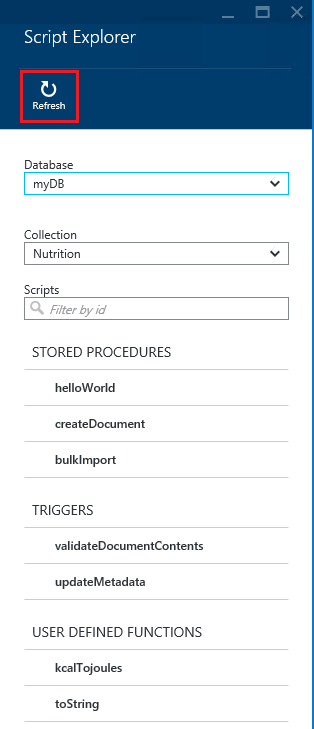 Script Explorer
Refresh
Database
myDB
Collection
Nutrition
Scripts
Filter by id
STORED PROCEDURES
helloWorld
createDocument
bulkImport
TRIGGERS
validateDocumentContents
updateMetadata
USER DEFINED FUNCTIONS
kcalTojoules
toString